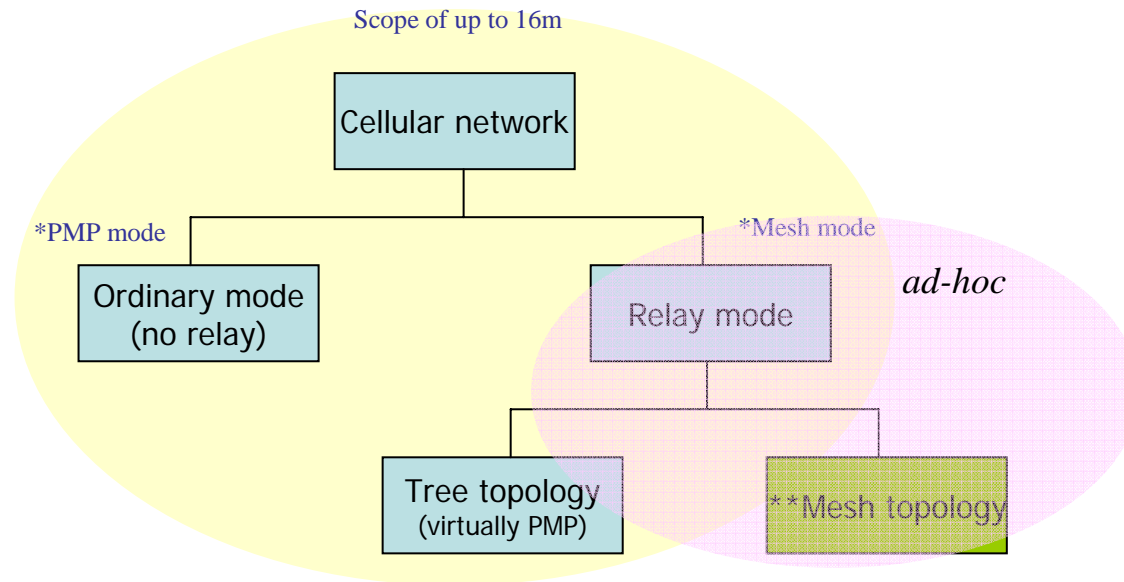 Scope of up to 16m
Cellular network
*PMP mode
*Mesh mode
Ordinary mode
(no relay)
Relay mode
ad-hoc
Tree topology
(virtually PMP)
**Mesh topology